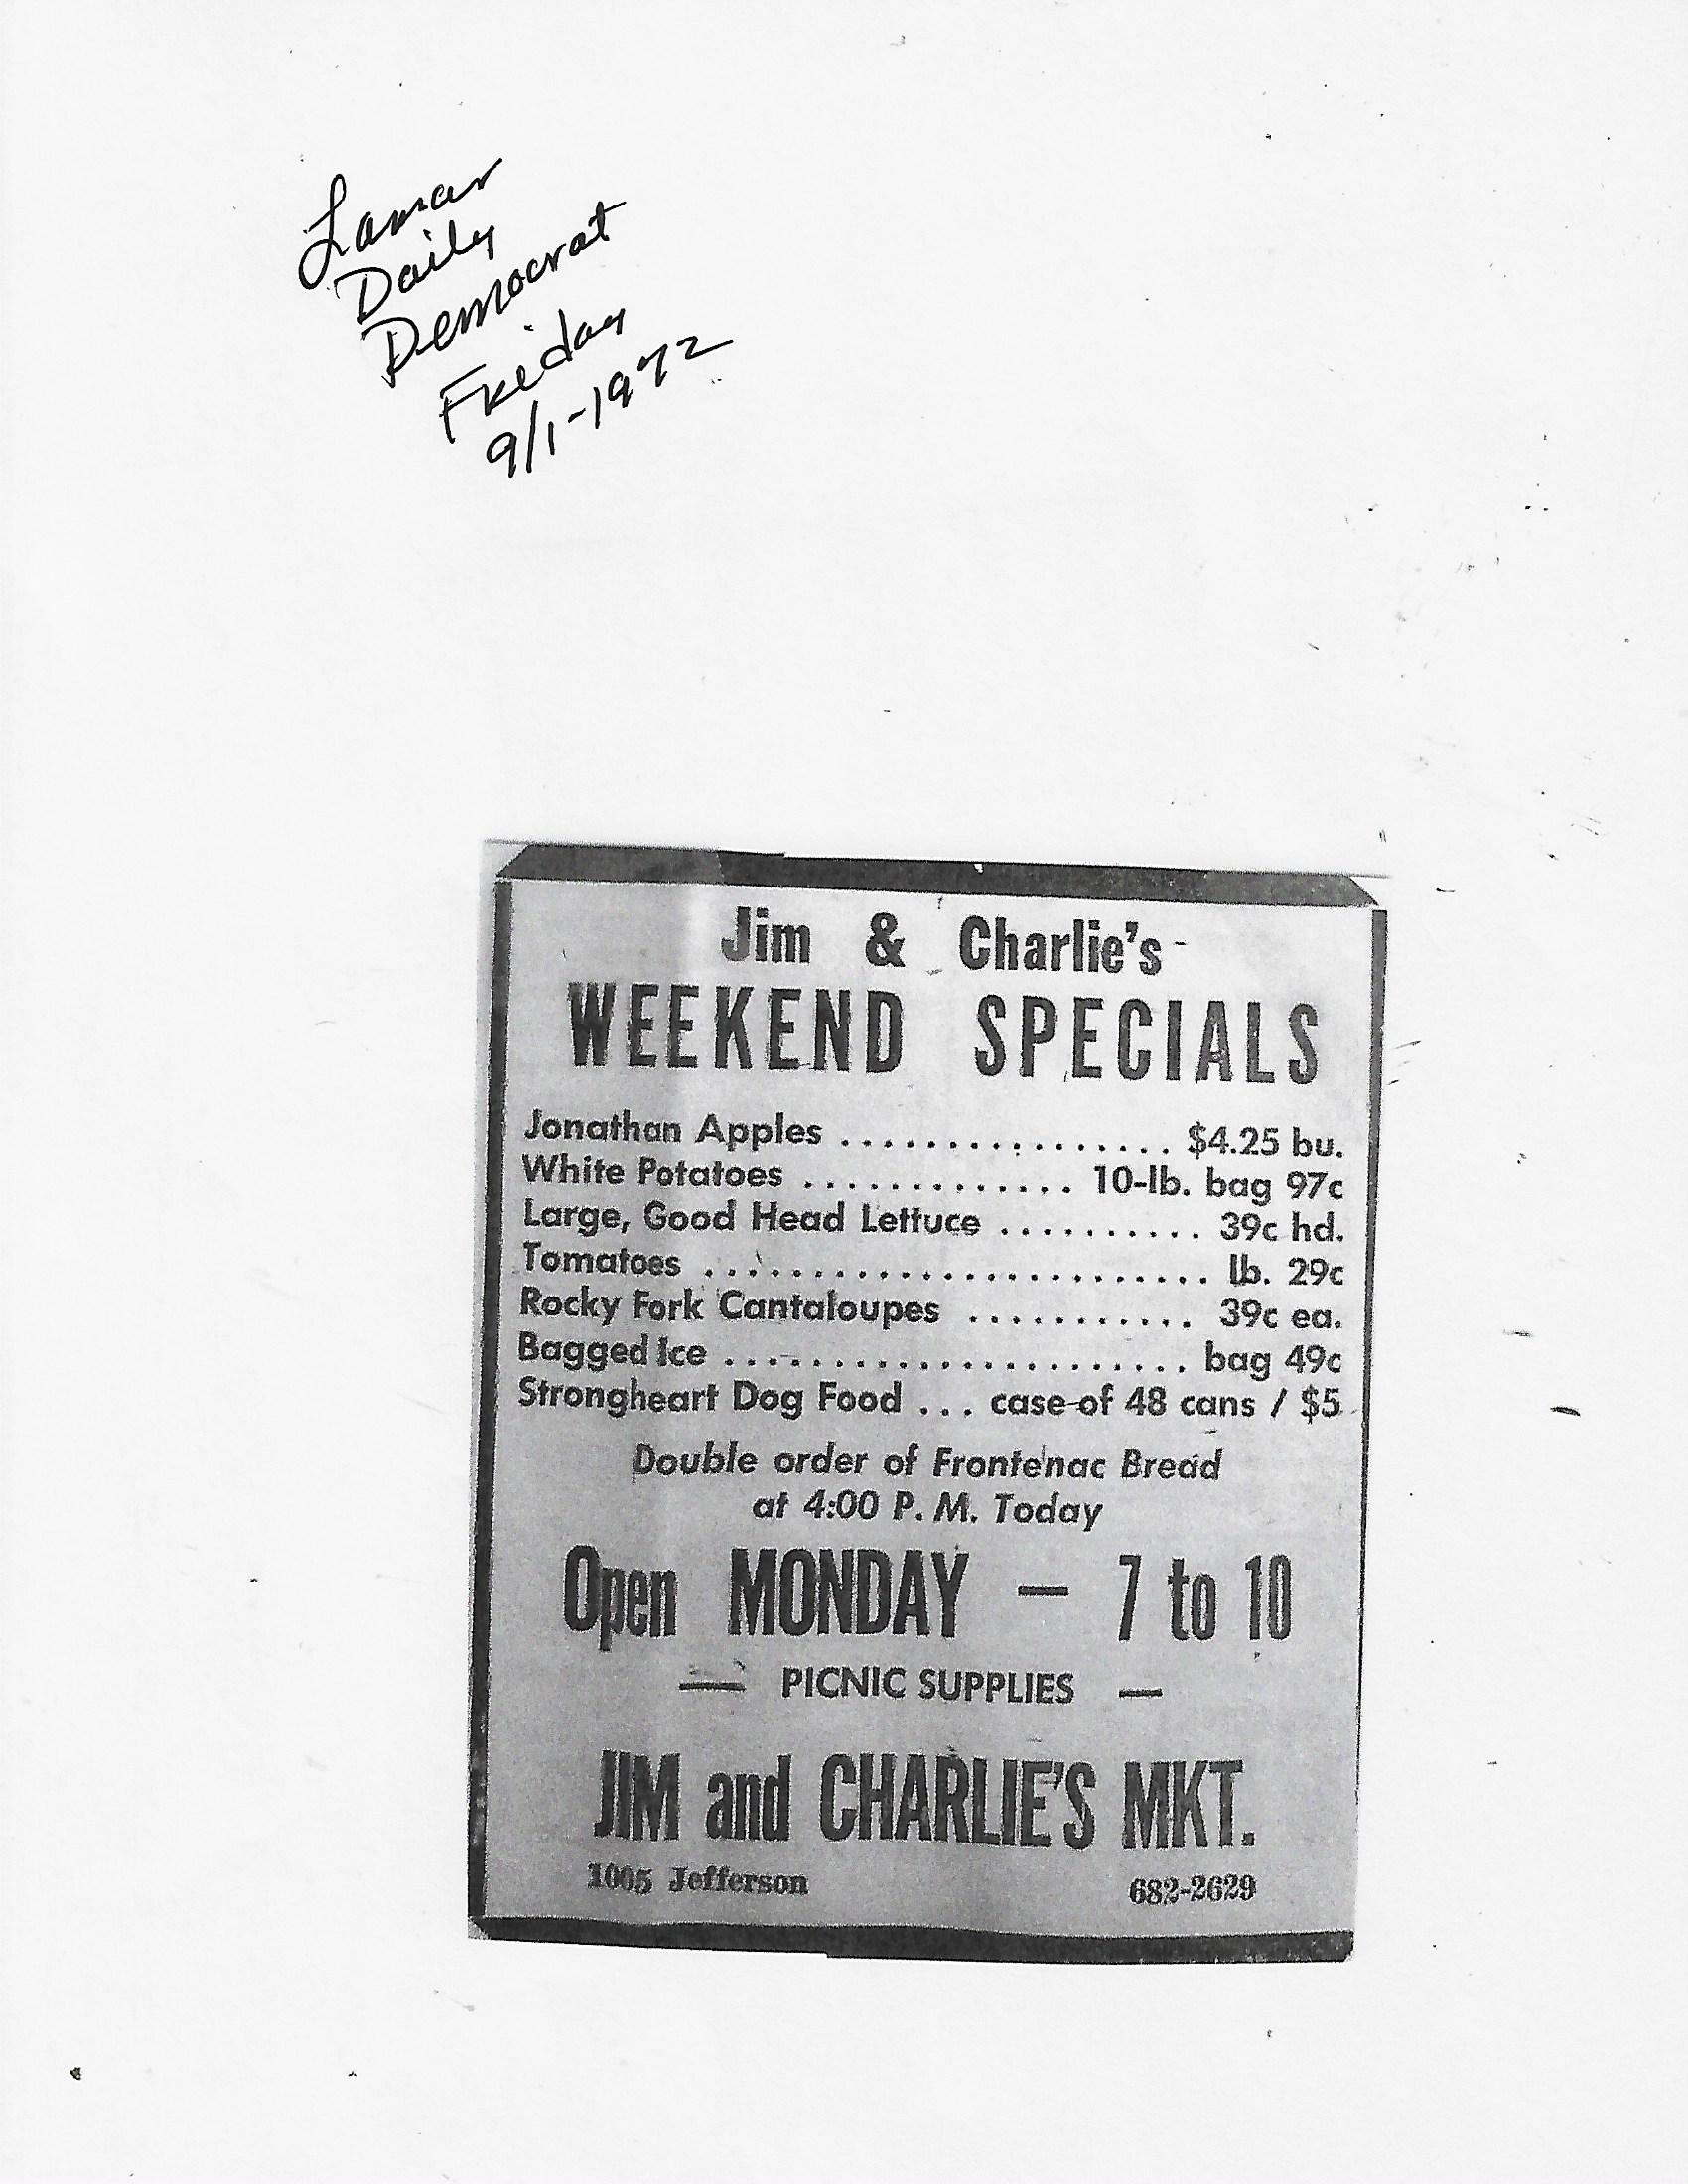 Lamar
Daily
Democrat
Friday
9/1-1972
Jim & Charlie's
WEEKEND SPECIALS
Jonathan Apples ................ $4.25 bu.
White Potatoes ............. 10-lb. bag 97c
Large, Good Head Lettuce .......... 39c hd.
Tomatoes ........................ lb. 29c
Rocky Fork Cantaloupes ........... 39c ea.
Bagged Ice ...................... bag 49c
Strongheart Dog Food ... case of 48 cans / $5
Double order of Frontenac Bread
at 4:00 P. M. Today
Open MONDAY — 7 to 10
— PICNIC SUPPLIES —
JIM and CHARLIE'S MKT.
1005 Jefferson 682-2629